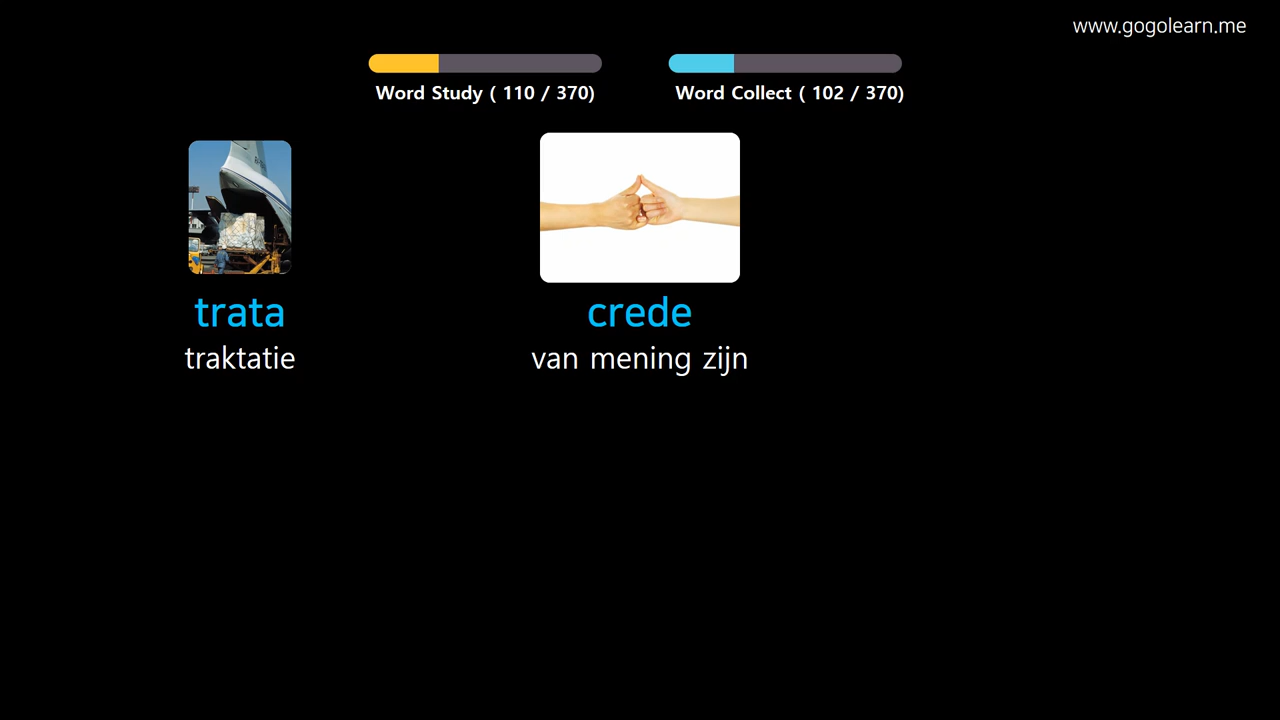 www.gogolearn.me
Word Study ( 110 / 370)
Word Collect ( 102 / 370)
trata
traktatie
crede
van mening zijn